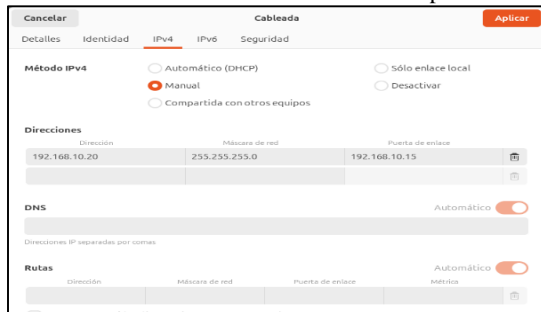 Cancelar Cableada Aplicar
Detalles Identidad IPv4 IPv6 Seguridad
Método IPv4 Automático (DHCP) Sólo enlace local
Manual Desactivar
Compartida con otros equipos
Direcciones
Dirección Máscara de red Puerta de enlace
192.168.10.20 255.255.255.0 192.168.10.15
DNS Automático
Direcciones IP separadas por comas
Rutas Automático
Dirección Máscara de red Puerta de enlace Métrica